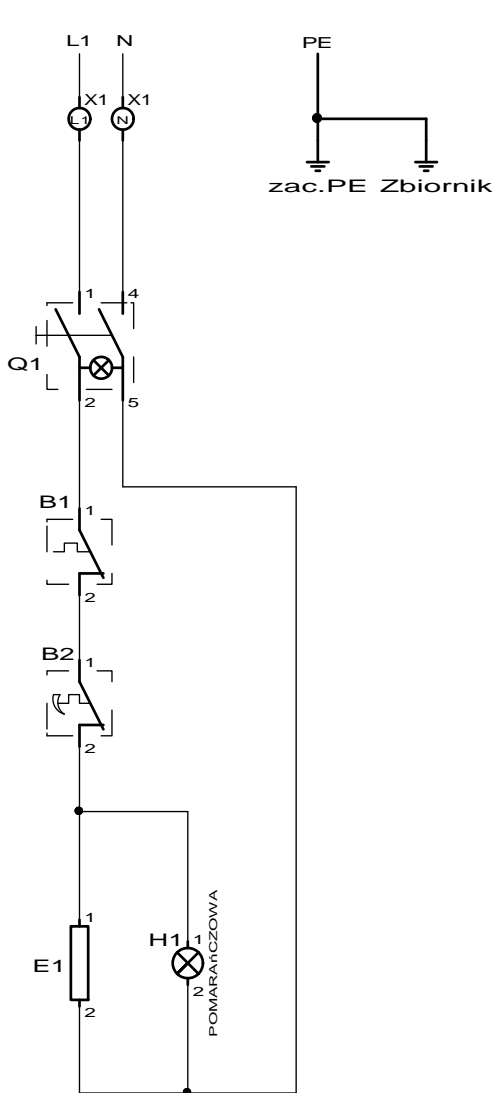 L1 N PE
X1 X1
L1 N
zac.PE Zbiornik
1 4
Q1
2 5
B1
1
2
B2
1
2
1
H1 1
E1
2
2
POMARAńCZOWA